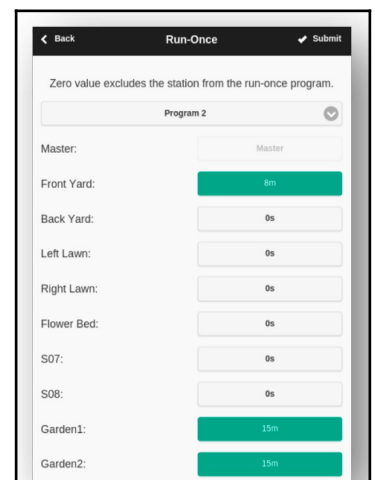 Back Run-Once Submit
Zero value excludes the station from the run-once program.
Program 2
Master: Master
Front Yard: 8m
Back Yard: 0s
Left Lawn: 0s
Right Lawn: 0s
Flower Bed: 0s
S07: 0s
S08: 0s
Garden1: 15m
Garden2: 15m